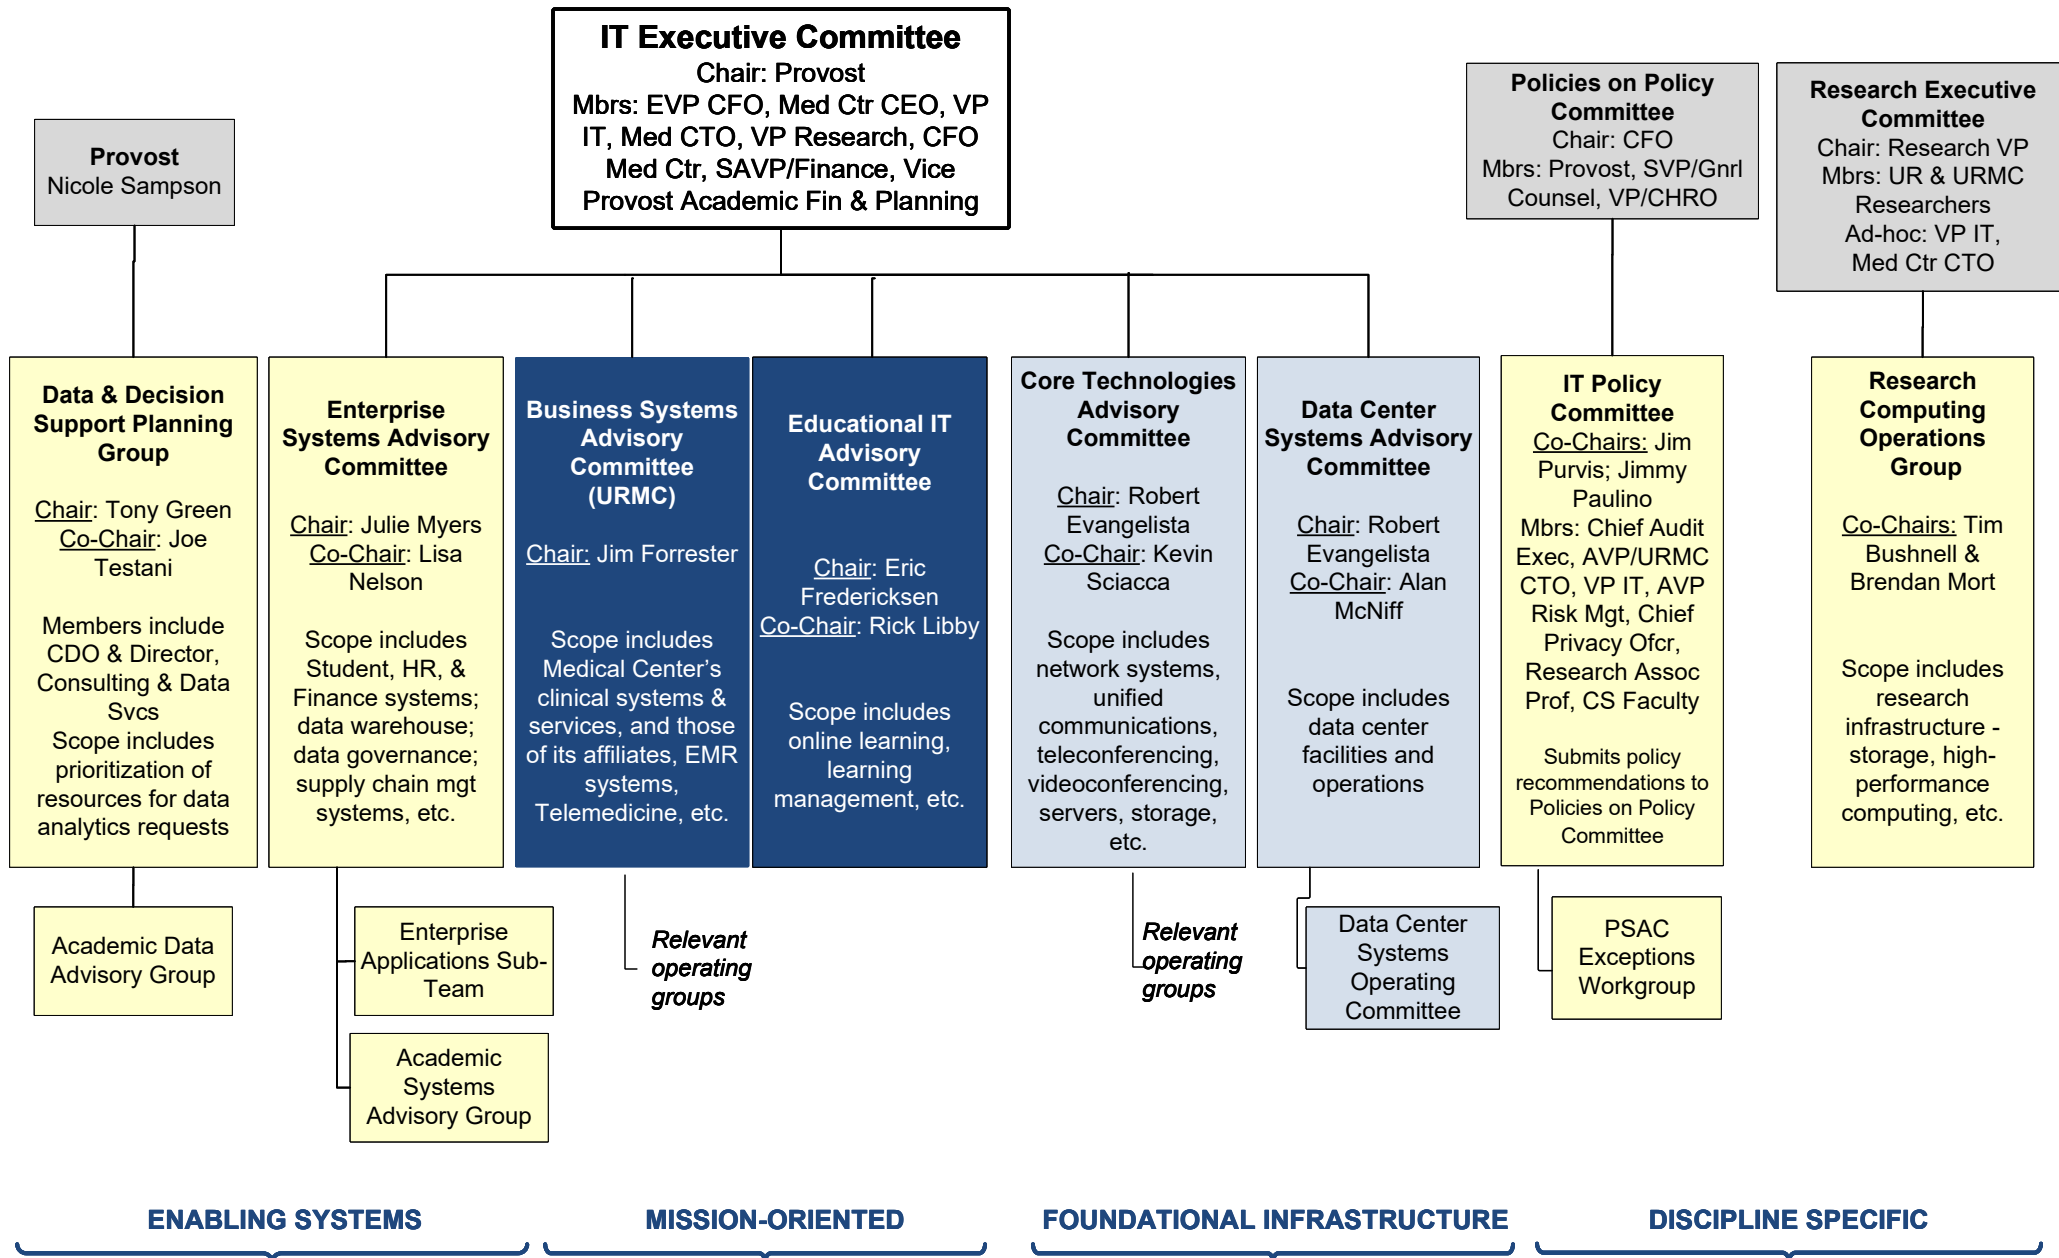 IT Executive Committee
Chair: Provost
Mbrs: EVP CFO, Med Ctr CEO, VP
IT, Med CTO, VP Research, CFO
Med Ctr, SAVP/Finance, Vice
Provost Academic Fin & Planning
Provost
Nicole Sampson
Policies on Policy
Committee
Chair: CFO
Mbrs: Provost, SVP/Gnrl
Counsel, VP/CHRO
Research Executive
Committee
Chair: Research VP
Mbrs: UR & URMC
Researchers
Ad-hoc: VP IT,
Med Ctr CTO
Data & Decision
Support Planning
Group
Chair: Tony Green
Co-Chair: Joe
Testani
Members include
CDO & Director,
Consulting & Data
Svcs
Scope includes
prioritization of
resources for data
analytics requests
Enterprise
Systems Advisory
Committee
Chair: Julie Myers
Co-Chair: Lisa
Nelson
Scope includes
Student, HR, &
Finance systems;
data warehouse;
data governance;
supply chain mgt
systems, etc.
Business Systems
Advisory
Committee
(URMC)
Chair: Jim Forrester
Scope includes
Medical Center’s
clinical systems &
services, and those
of its affiliates, EMR
systems,
Telemedicine, etc.
Educational IT
Advisory
Committee
Chair: Eric
Fredericksen
Co-Chair: Rick Libby
Scope includes
online learning,
learning
management, etc.
Core Technologies
Advisory
Committee
Chair: Robert
Evangelista
Co-Chair: Kevin
Sciacca
Scope includes
network systems,
unified
communications,
teleconferencing,
videoconferencing,
servers, storage,
etc.
Data Center
Systems Advisory
Committee
Chair: Robert
Evangelista
Co-Chair: Alan
McNiff
Scope includes
data center
facilities and
operations
IT Policy
Committee
Co-Chairs: Jim
Purvis; Jimmy
Paulino
Mbrs: Chief Audit
Exec, AVP/URMC
CTO, VP IT, AVP
Risk Mgt, Chief
Privacy Ofcr,
Research Assoc
Prof, CS Faculty
Submits policy
recommendations to
Policies on Policy
Committee
Research
Computing
Operations
Group
Co-Chairs: Tim
Bushnell &
Brendan Mort
Scope includes
research
infrastructure -
storage, high-
performance
computing, etc.
Academic Data
Advisory Group
Enterprise
Applications Sub-
Team
Academic
Systems
Advisory Group
Relevant
operating
groups
Relevant
operating
groups
Data Center
Systems
Operating
Committee
PSAC
Exceptions
Workgroup
ENABLING SYSTEMS
MISSION-ORIENTED
FOUNDATIONAL INFRASTRUCTURE
DISCIPLINE SPECIFIC